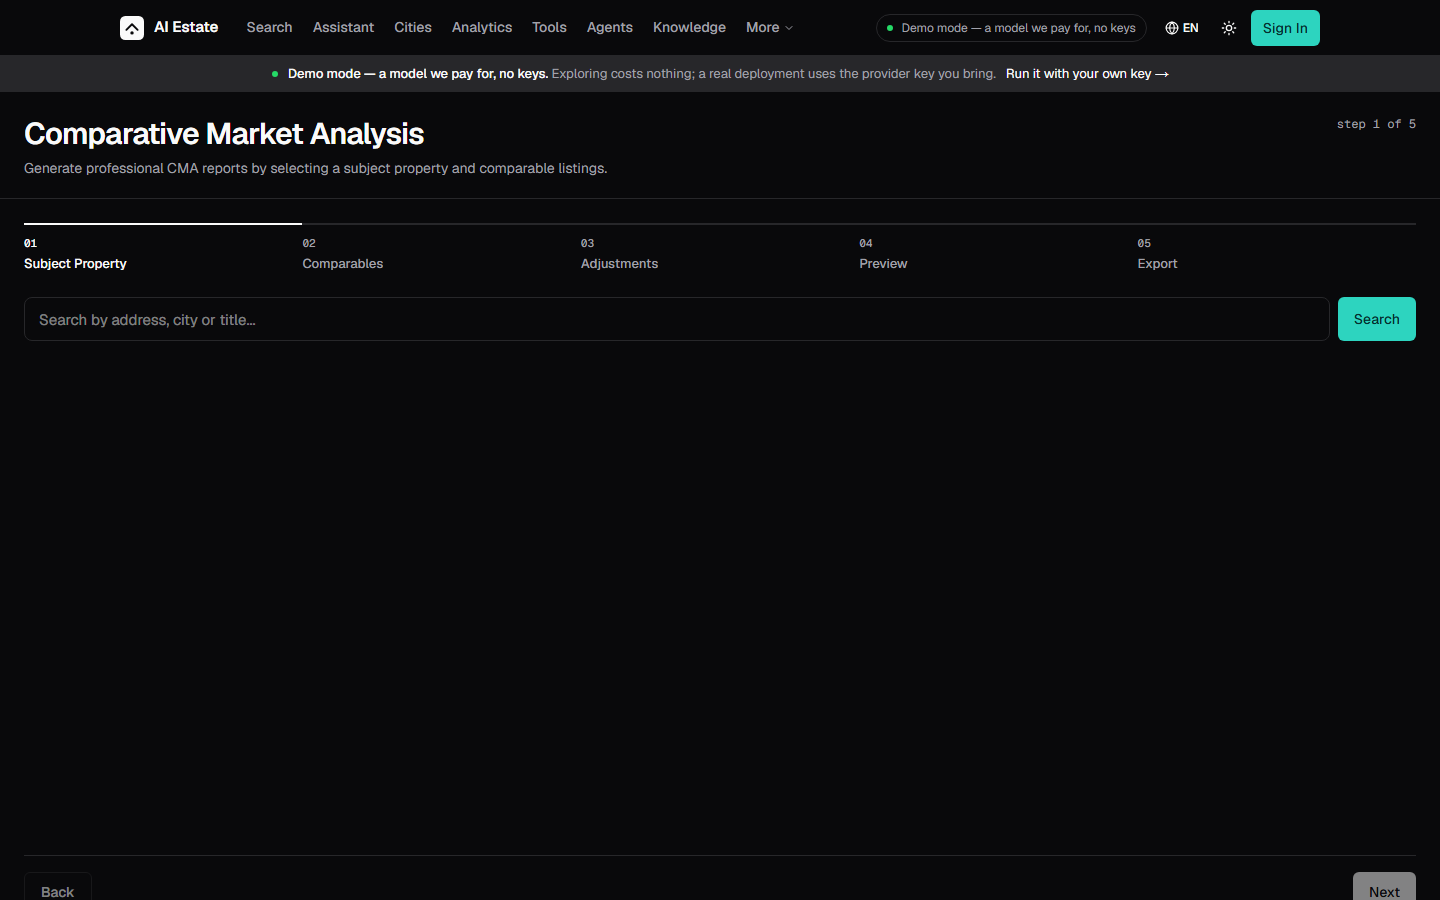 AI Estate
Search
Assistant
Cities
Analytics
Tools
Agents
Knowledge
More
Demo mode — a model we pay for, no keys
EN
Sign In
Demo mode — a model we pay for, no keys. Exploring costs nothing; a real deployment uses the provider key you bring. Run it with your own key →
Comparative Market Analysis
step 1 of 5
Generate professional CMA reports by selecting a subject property and comparable listings.
01
Subject Property
02
Comparables
03
Adjustments
04
Preview
05
Export
Search by address, city or title...
Search
Back
Next